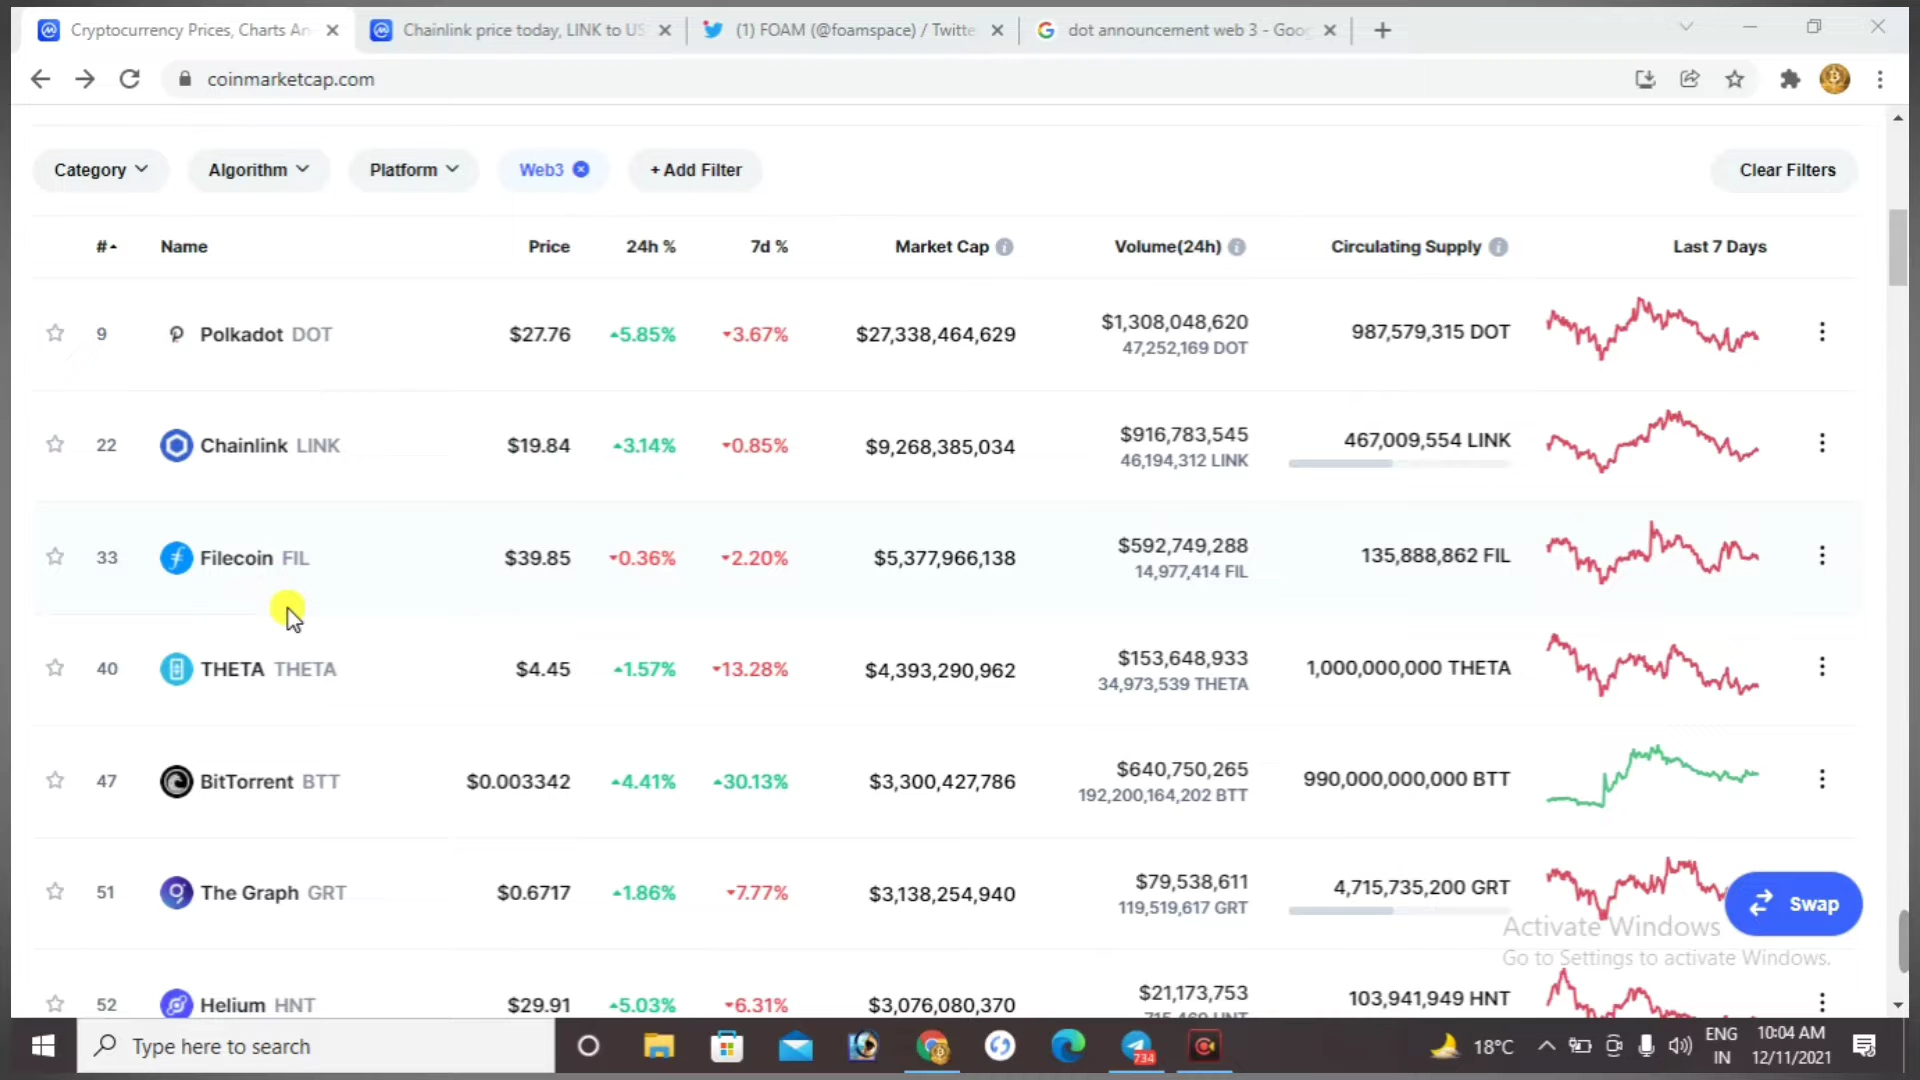 Cryptocurrency Prices, Charts An
Chainlink price today, LINK to US
(1) FOAM (@foamspace) / Twitte
dot announcement web 3 - Goo
coinmarketcap.com
Category
Algorithm
Platform
Web3
+ Add Filter
Clear Filters
# Name Price 24h % 7d % Market Cap Volume(24h) Circulating Supply Last 7 Days
9 Polkadot DOT $27.76 5.85% 3.67% $27,338,464,629 $1,308,048,620 987,579,315 DOT
47,252,169 DOT
22 Chainlink LINK $19.84 3.14% 0.85% $9,268,385,034 $916,783,545 467,009,554 LINK
46,194,312 LINK
33 Filecoin FIL $39.85 0.36% 2.20% $5,377,966,138 $592,749,288 135,888,862 FIL
14,977,414 FIL
40 THETA THETA $4.45 1.57% 13.28% $4,393,290,962 $153,648,933 1,000,000,000 THETA
34,973,539 THETA
47 BitTorrent BTT $0.003342 4.41% 30.13% $3,300,427,786 $640,750,265 990,000,000,000 BTT
192,200,164,202 BTT
51 The Graph GRT $0.6717 1.86% 7.77% $3,138,254,940 $79,538,611 4,715,735,200 GRT
119,519,617 GRT
Swap
Activate Windows
Go to Settings to activate Windows.
52 Helium HNT $29.91 5.03% 6.31% $3,076,080,370 $21,173,753 103,941,949 HNT
Type here to search
734
18°C
ENG
IN
10:04 AM
12/11/2021